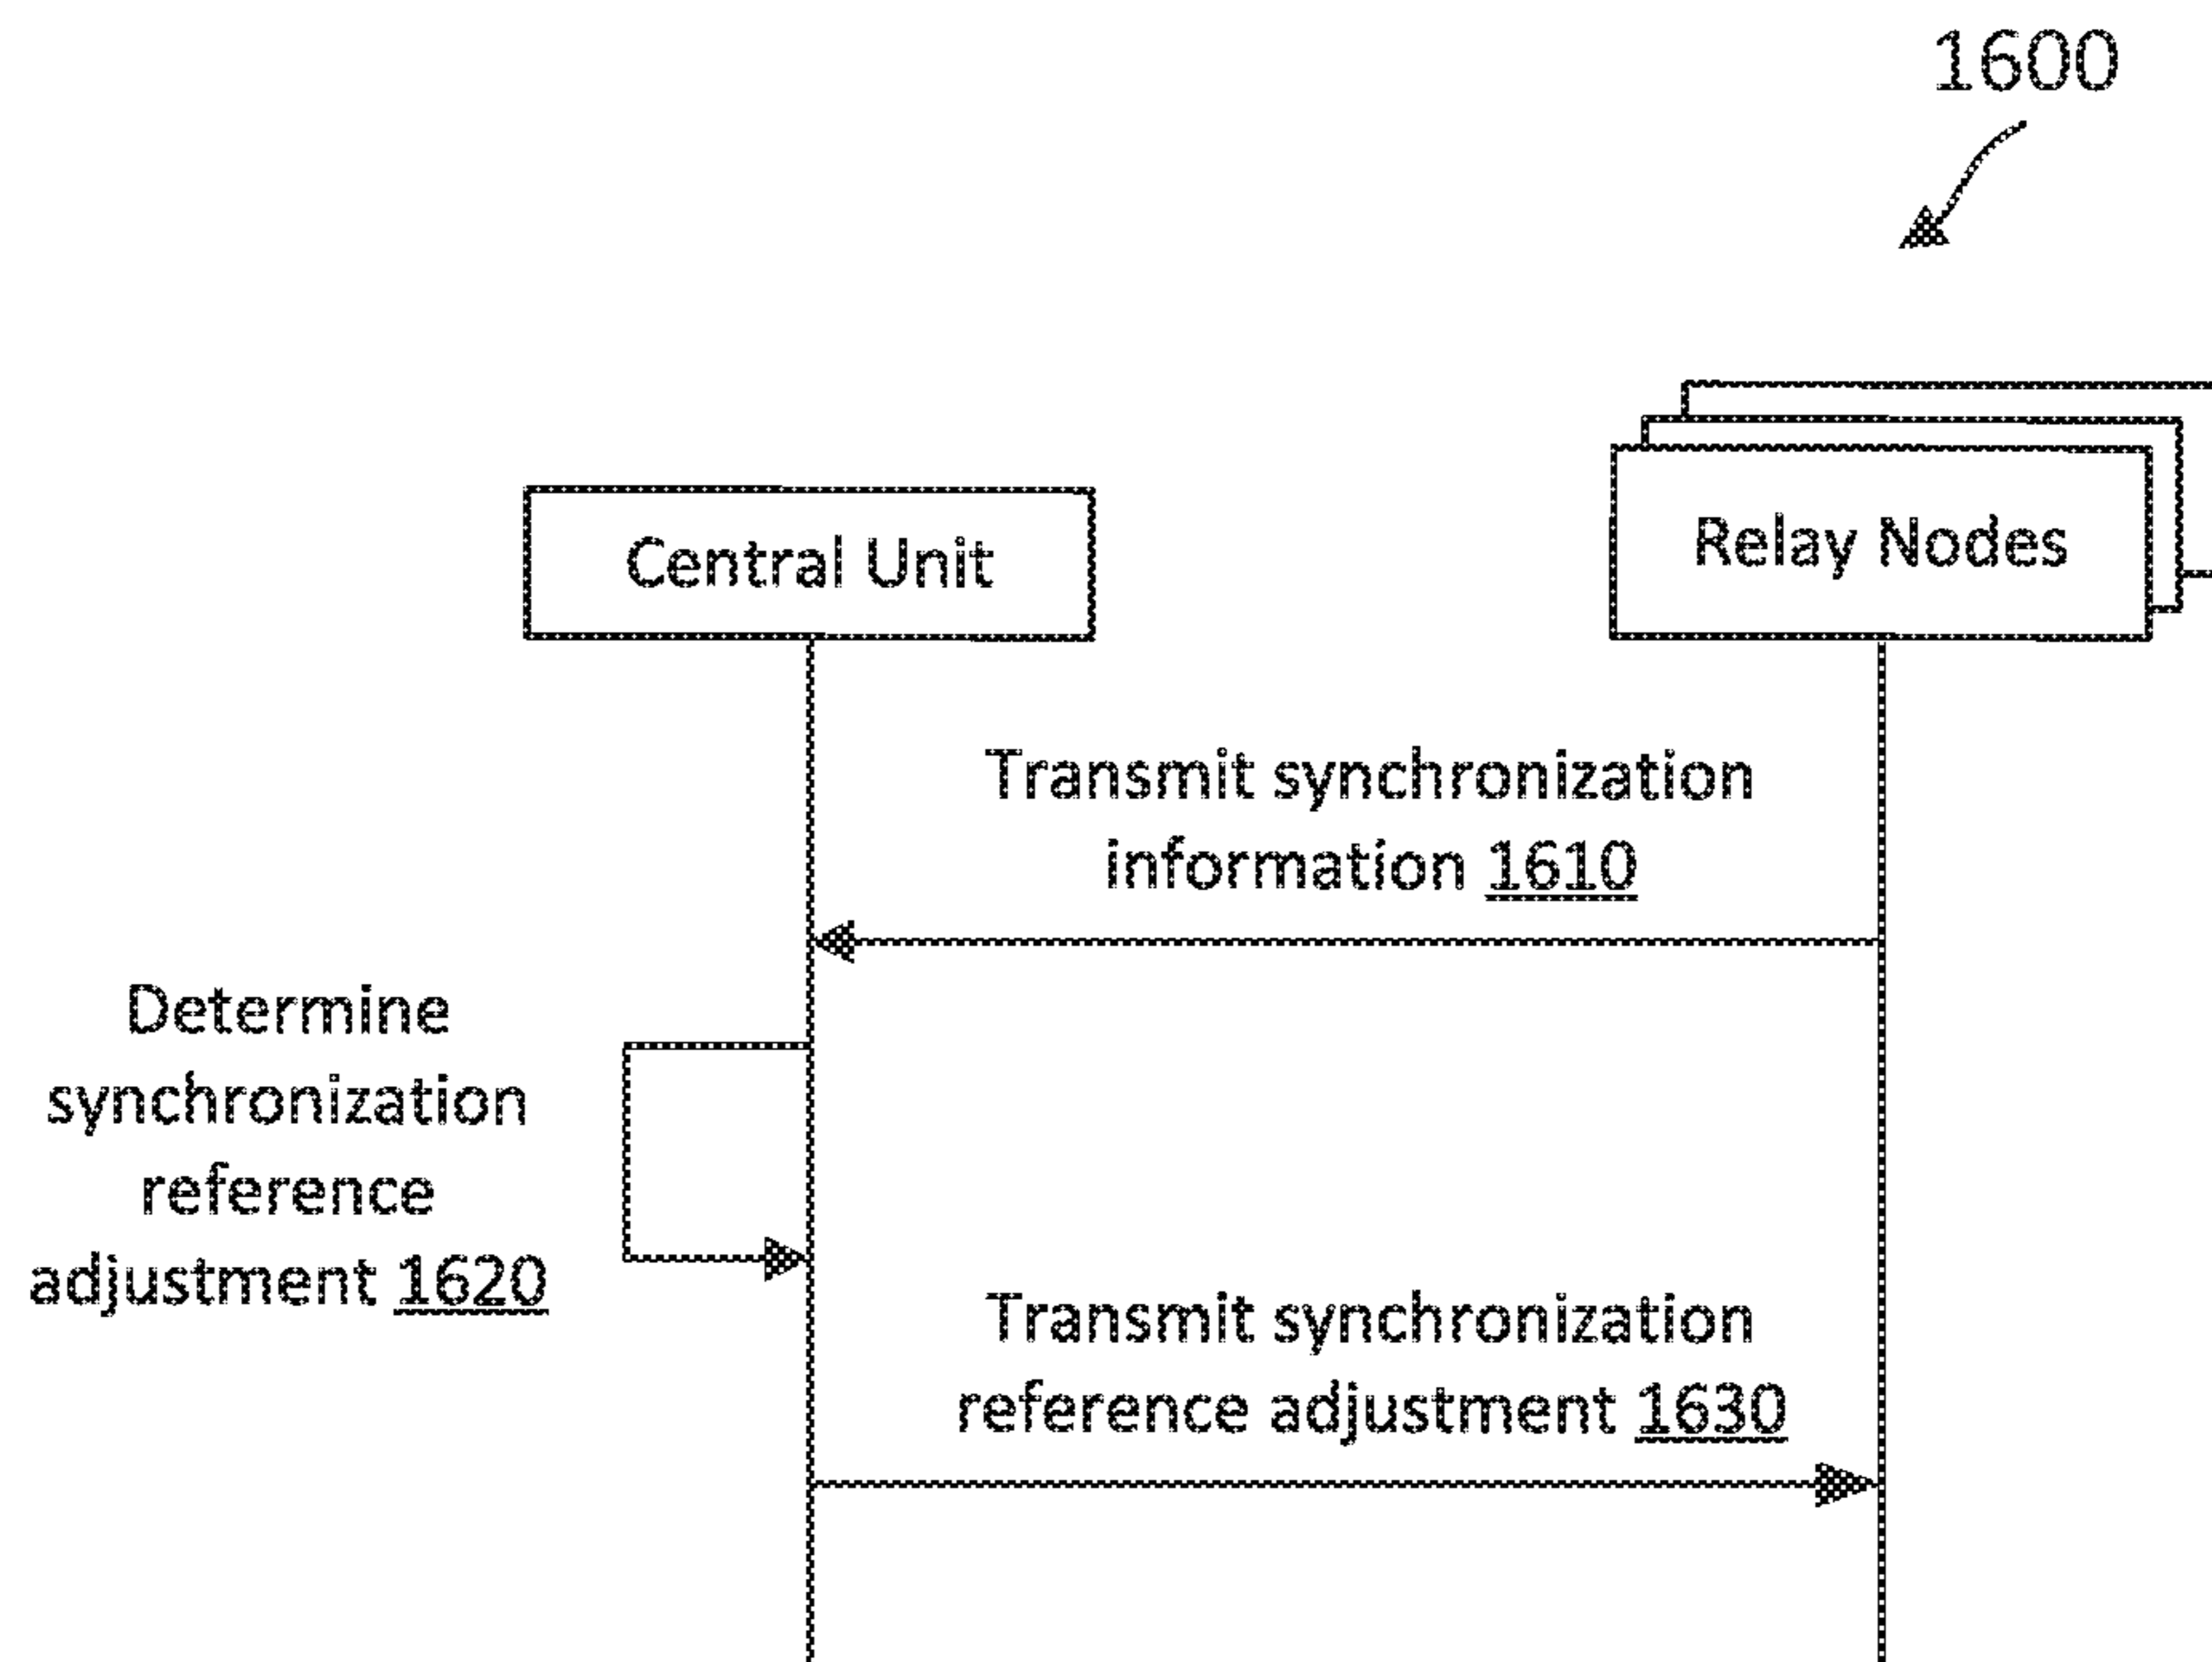 1600
Central Unit
Relay Nodes
Transmit synchronization
information 1610
Determine
synchronization
reference
adjustment 1620
Transmit synchronization
reference adjustment 1630